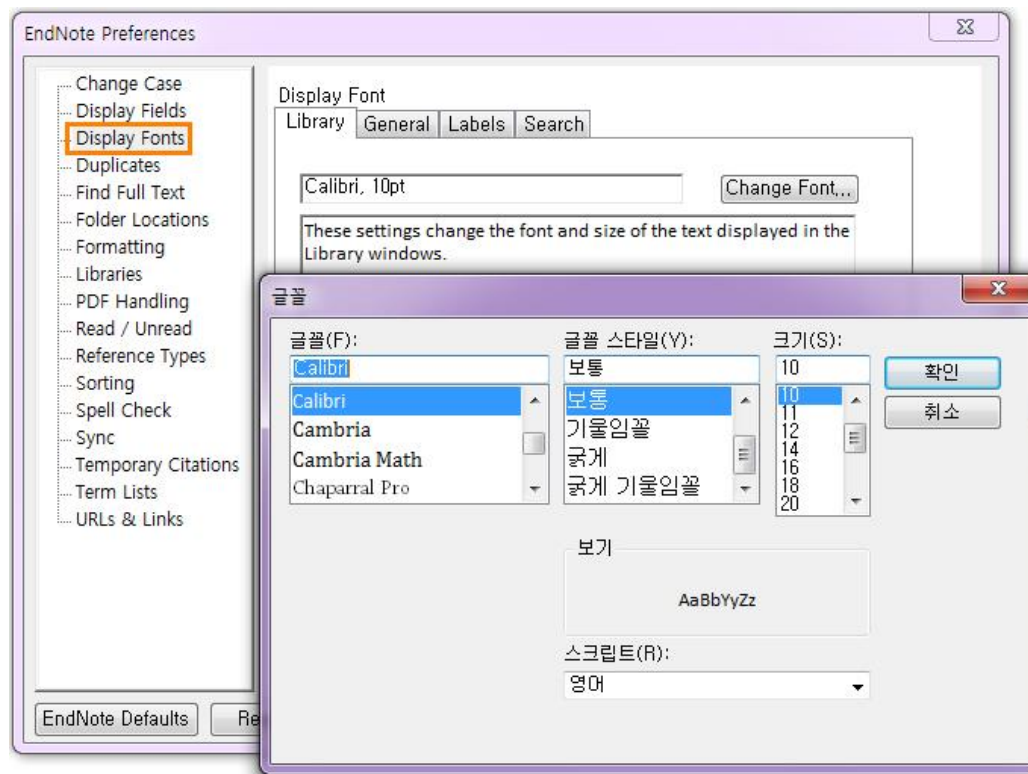 EndNote Preferences
Change Case
Display Fields
Display Fonts
Duplicates
Find Full Text
Folder Locations
Formatting
Libraries
PDF Handling
Read / Unread
Reference Types
Sorting
Spell Check
Sync
Temporary Citations
Term Lists
URLs & Links
Display Font
Library General Labels Search
Calibri, 10pt
Change Font...
These settings change the font and size of the text displayed in the
Library windows.
EndNote Defaults
Re
글꼴
글꼴(F):
Calibri
Calibri
Cambria
Cambria Math
Chaparral Pro
글꼴 스타일(Y):
보통
보통
기울임꼴
굵게
굵게 기울임꼴
크기(S):
10
10
11
12
14
16
18
20
확인
취소
보기
AaBbYyZz
스크립트(R):
영어